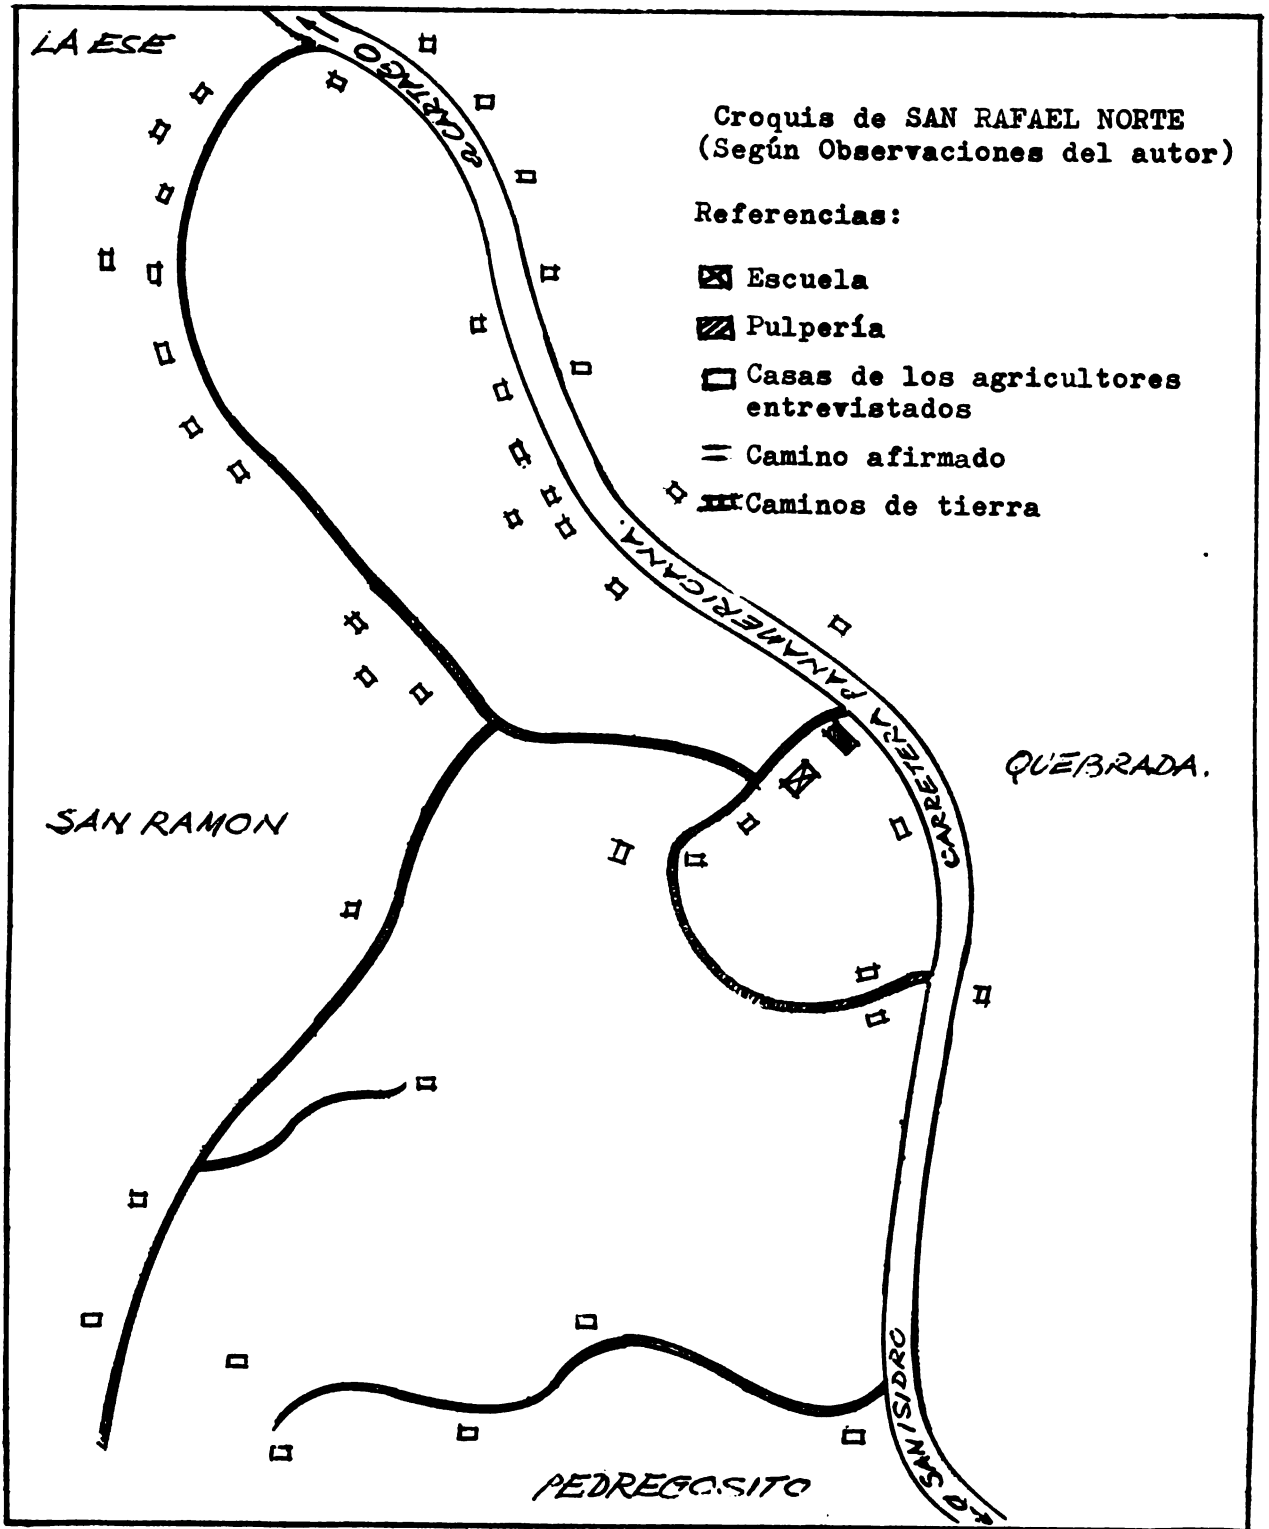 LA ESE
a CARTAGO
Croquis de SAN RAFAEL NORTE
(Según Observaciones del autor)
Referencias:
Escuela
Pulpería
Casas de los agricultores
entrevistados
Camino afirmado
Caminos de tierra
CARRETERA PANAMERICANA.
QUEBRADA.
SAN RAMON
a SAN ISIDRO
PEDREGOSITO